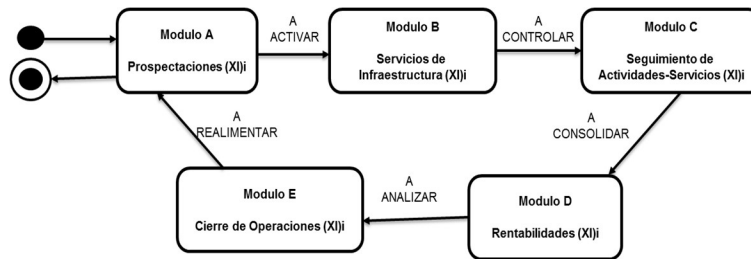 Modulo A
Prospectaciones (XI)i
A
ACTIVAR
Modulo B
Servicios de
Infraestructura (XI)i
A
CONTROLAR
Modulo C
Seguimiento de
Actividades-Servicios (XI)i
A
CONSOLIDAR
Modulo D
Rentabilidades (XI)i
A
ANALIZAR
Modulo E
Cierre de Operaciones (XI)i
A
REALIMENTAR